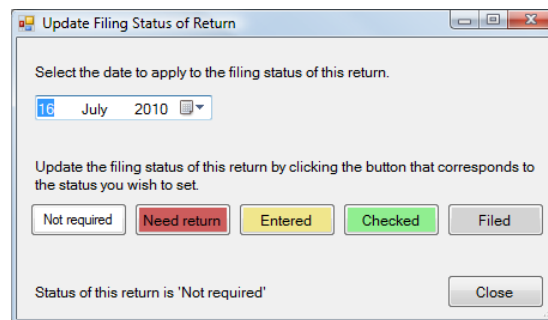 Update Filing Status of Return
Select the date to apply to the filing status of this return.
16 July 2010
Update the filing status of this return by clicking the button that corresponds to
the status you wish to set.
Not required Need return Entered Checked Filed
Status of this return is 'Not required' Close